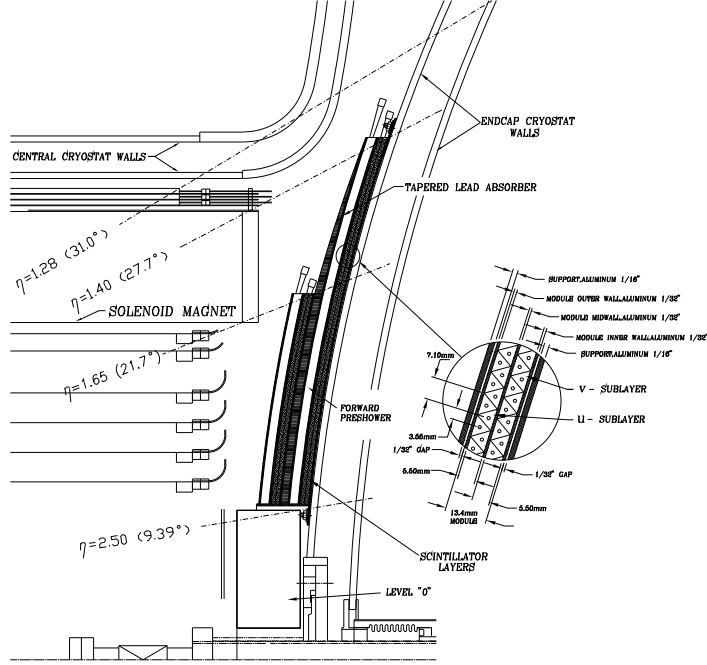 ENDCAP CRYOSTAT
WALLS
CENTRAL CRYOSTAT WALLS
TAPERED LEAD ABSORBER
η=1.28 (31.0°)
η=1.40 (27.7°)
SOLENOID MAGNET
η=1.65 (21.7°)
SUPPORT,ALUMINUM 1/16"
MODULE OUTER WALL,ALUMINUM 1/32"
MODULE MIDWALL,ALUMINUM 1/32"
MODULE INNER WALL,ALUMINUM 1/32"
SUPPORT,ALUMINUM 1/16"
7.10mm
V - SUBLAYER
U - SUBLAYER
FORWARD
PRESHOWER
3.55mm
1/32" GAP
5.50mm
1/32" GAP
5.50mm
13.4mm
MODULE
η=2.50 (9.39°)
SCINTILLATOR
LAYERS
LEVEL "0"